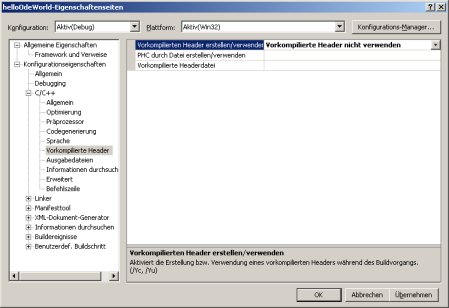 helloOdeWorld-Eigenschaftenseiten
Konfiguration: Aktiv(Debug) Plattform: Aktiv(Win32) Konfigurations-Manager...
Allgemeine Eigenschaften
Framework und Verweise
Konfigurationseigenschaften
Allgemein
Debugging
C/C++
Allgemein
Optimierung
Präprozessor
Codegenerierung
Sprache
Vorkompilierte Header
Ausgabedateien
Informationen durchsuch
Erweitert
Befehlszeile
Linker
Manifesttool
XML-Dokument-Generator
Informationen durchsuchen
Buildereignisse
Benutzerdef. Buildschritt
Vorkompilierten Header erstellen/verwenden Vorkompilierte Header nicht verwenden
PHC durch Datei erstellen/verwenden
Vorkompilierte Headerdatei
Vorkompilierten Header erstellen/verwenden
Aktiviert die Erstellung bzw. Verwendung eines vorkompilierten Headers während des Buildvorgangs.
(/Yc, /Yu)
OK Abbrechen Übernehmen